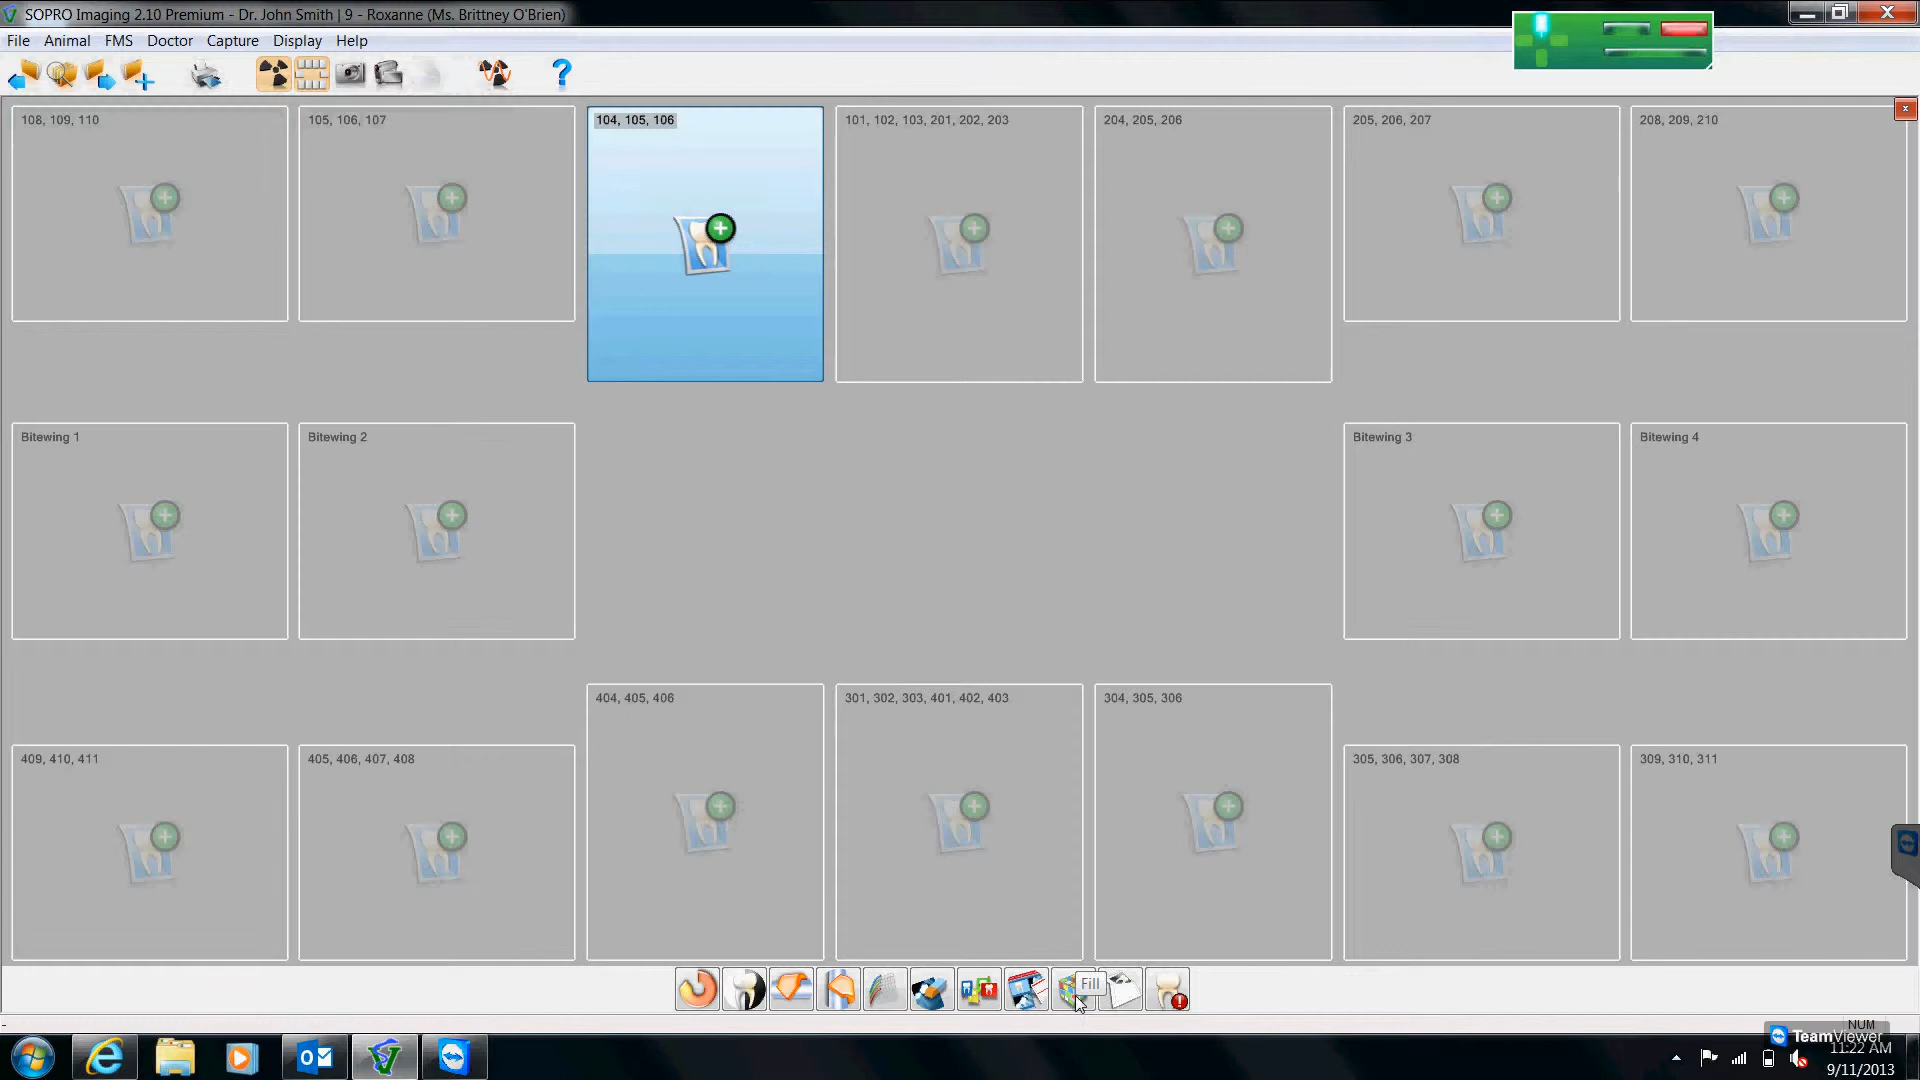 SOPRO Imaging 2.10 Premium - Dr. John Smith | 9 - Roxanne (Ms. Brittney O'Brien)
File Animal FMS Doctor Capture Display Help
108, 109, 110
105, 106, 107
104, 105, 106
101, 102, 103, 201, 202, 203
204, 205, 206
205, 206, 207
208, 209, 210
Bitewing 1
Bitewing 2
Bitewing 3
Bitewing 4
404, 405, 406
301, 302, 303, 401, 402, 403
304, 305, 306
409, 410, 411
405, 406, 407, 408
305, 306, 307, 308
309, 310, 311
Fill
NUM
TeamViewer
11:22 AM
9/11/2013